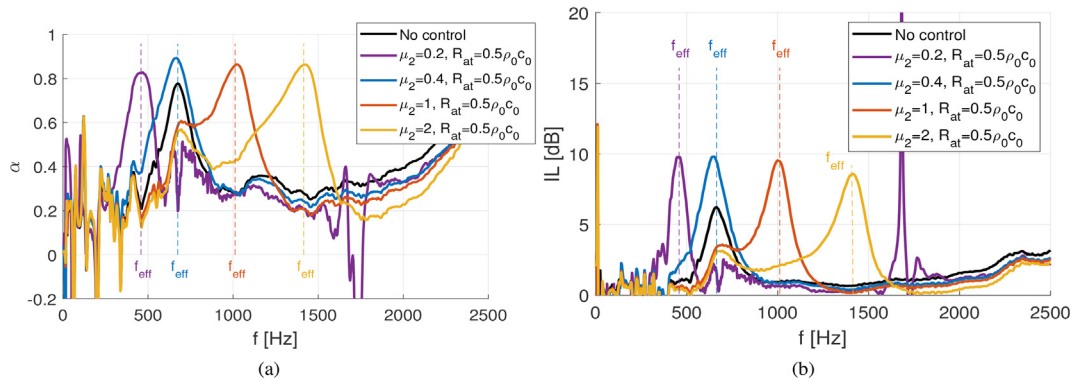 1
0.8
0.6
0.4
0.2
0
-0.2
α
0
500
1000
1500
2000
2500
f [Hz]
No control
μ₂=0.2, Rₐₜ=0.5ρ₀c₀
μ₂=0.4, Rₐₜ=0.5ρ₀c₀
μ₂=1, Rₐₜ=0.5ρ₀c₀
μ₂=2, Rₐₜ=0.5ρ₀c₀
f_eff
f_eff
f_eff
f_eff
(a)
20
15
10
5
0
IL [dB]
0
500
1000
1500
2000
2500
f [Hz]
f_eff
f_eff
f_eff
f_eff
No control
μ₂=0.2, Rₐₜ=0.5ρ₀c₀
μ₂=0.4, Rₐₜ=0.5ρ₀c₀
μ₂=1, Rₐₜ=0.5ρ₀c₀
μ₂=2, Rₐₜ=0.5ρ₀c₀
(b)